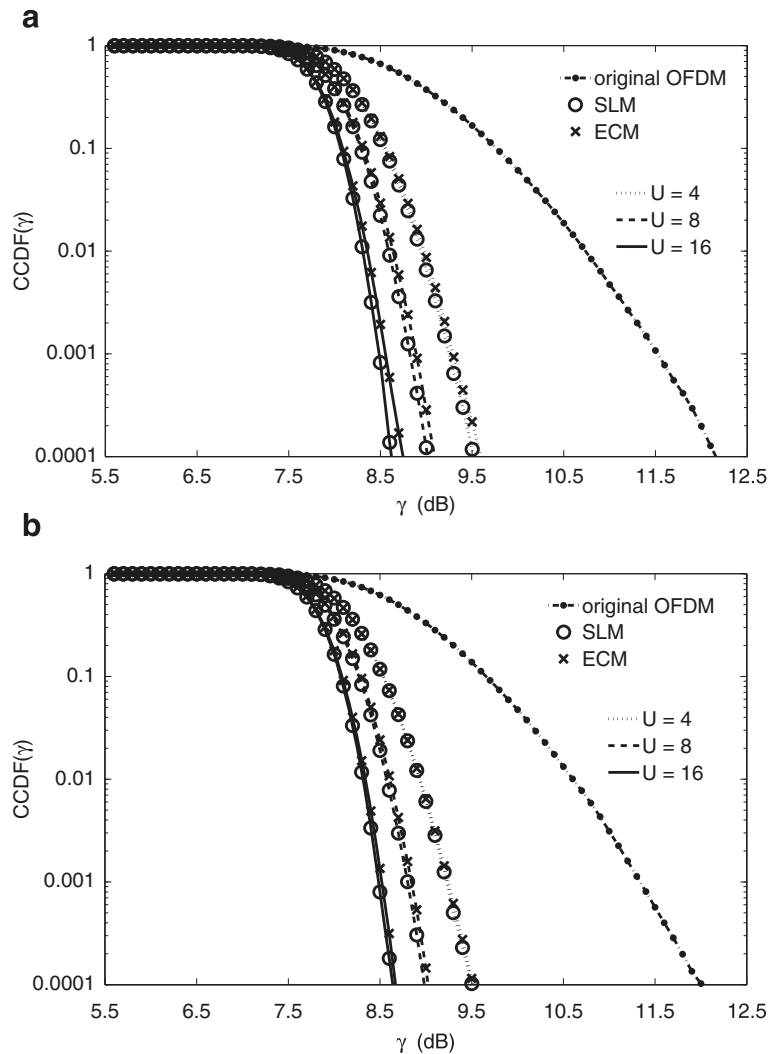 a
1
0.1
0.01
0.001
0.0001
CCDF(γ)
original OFDM
SLM
ECM
U = 4
U = 8
U = 16
5.5 6.5 7.5 8.5 9.5 10.5 11.5 12.5
γ (dB)
b
1
0.1
0.01
0.001
0.0001
CCDF(γ)
original OFDM
SLM
ECM
U = 4
U = 8
U = 16
5.5 6.5 7.5 8.5 9.5 10.5 11.5 12.5
γ (dB)